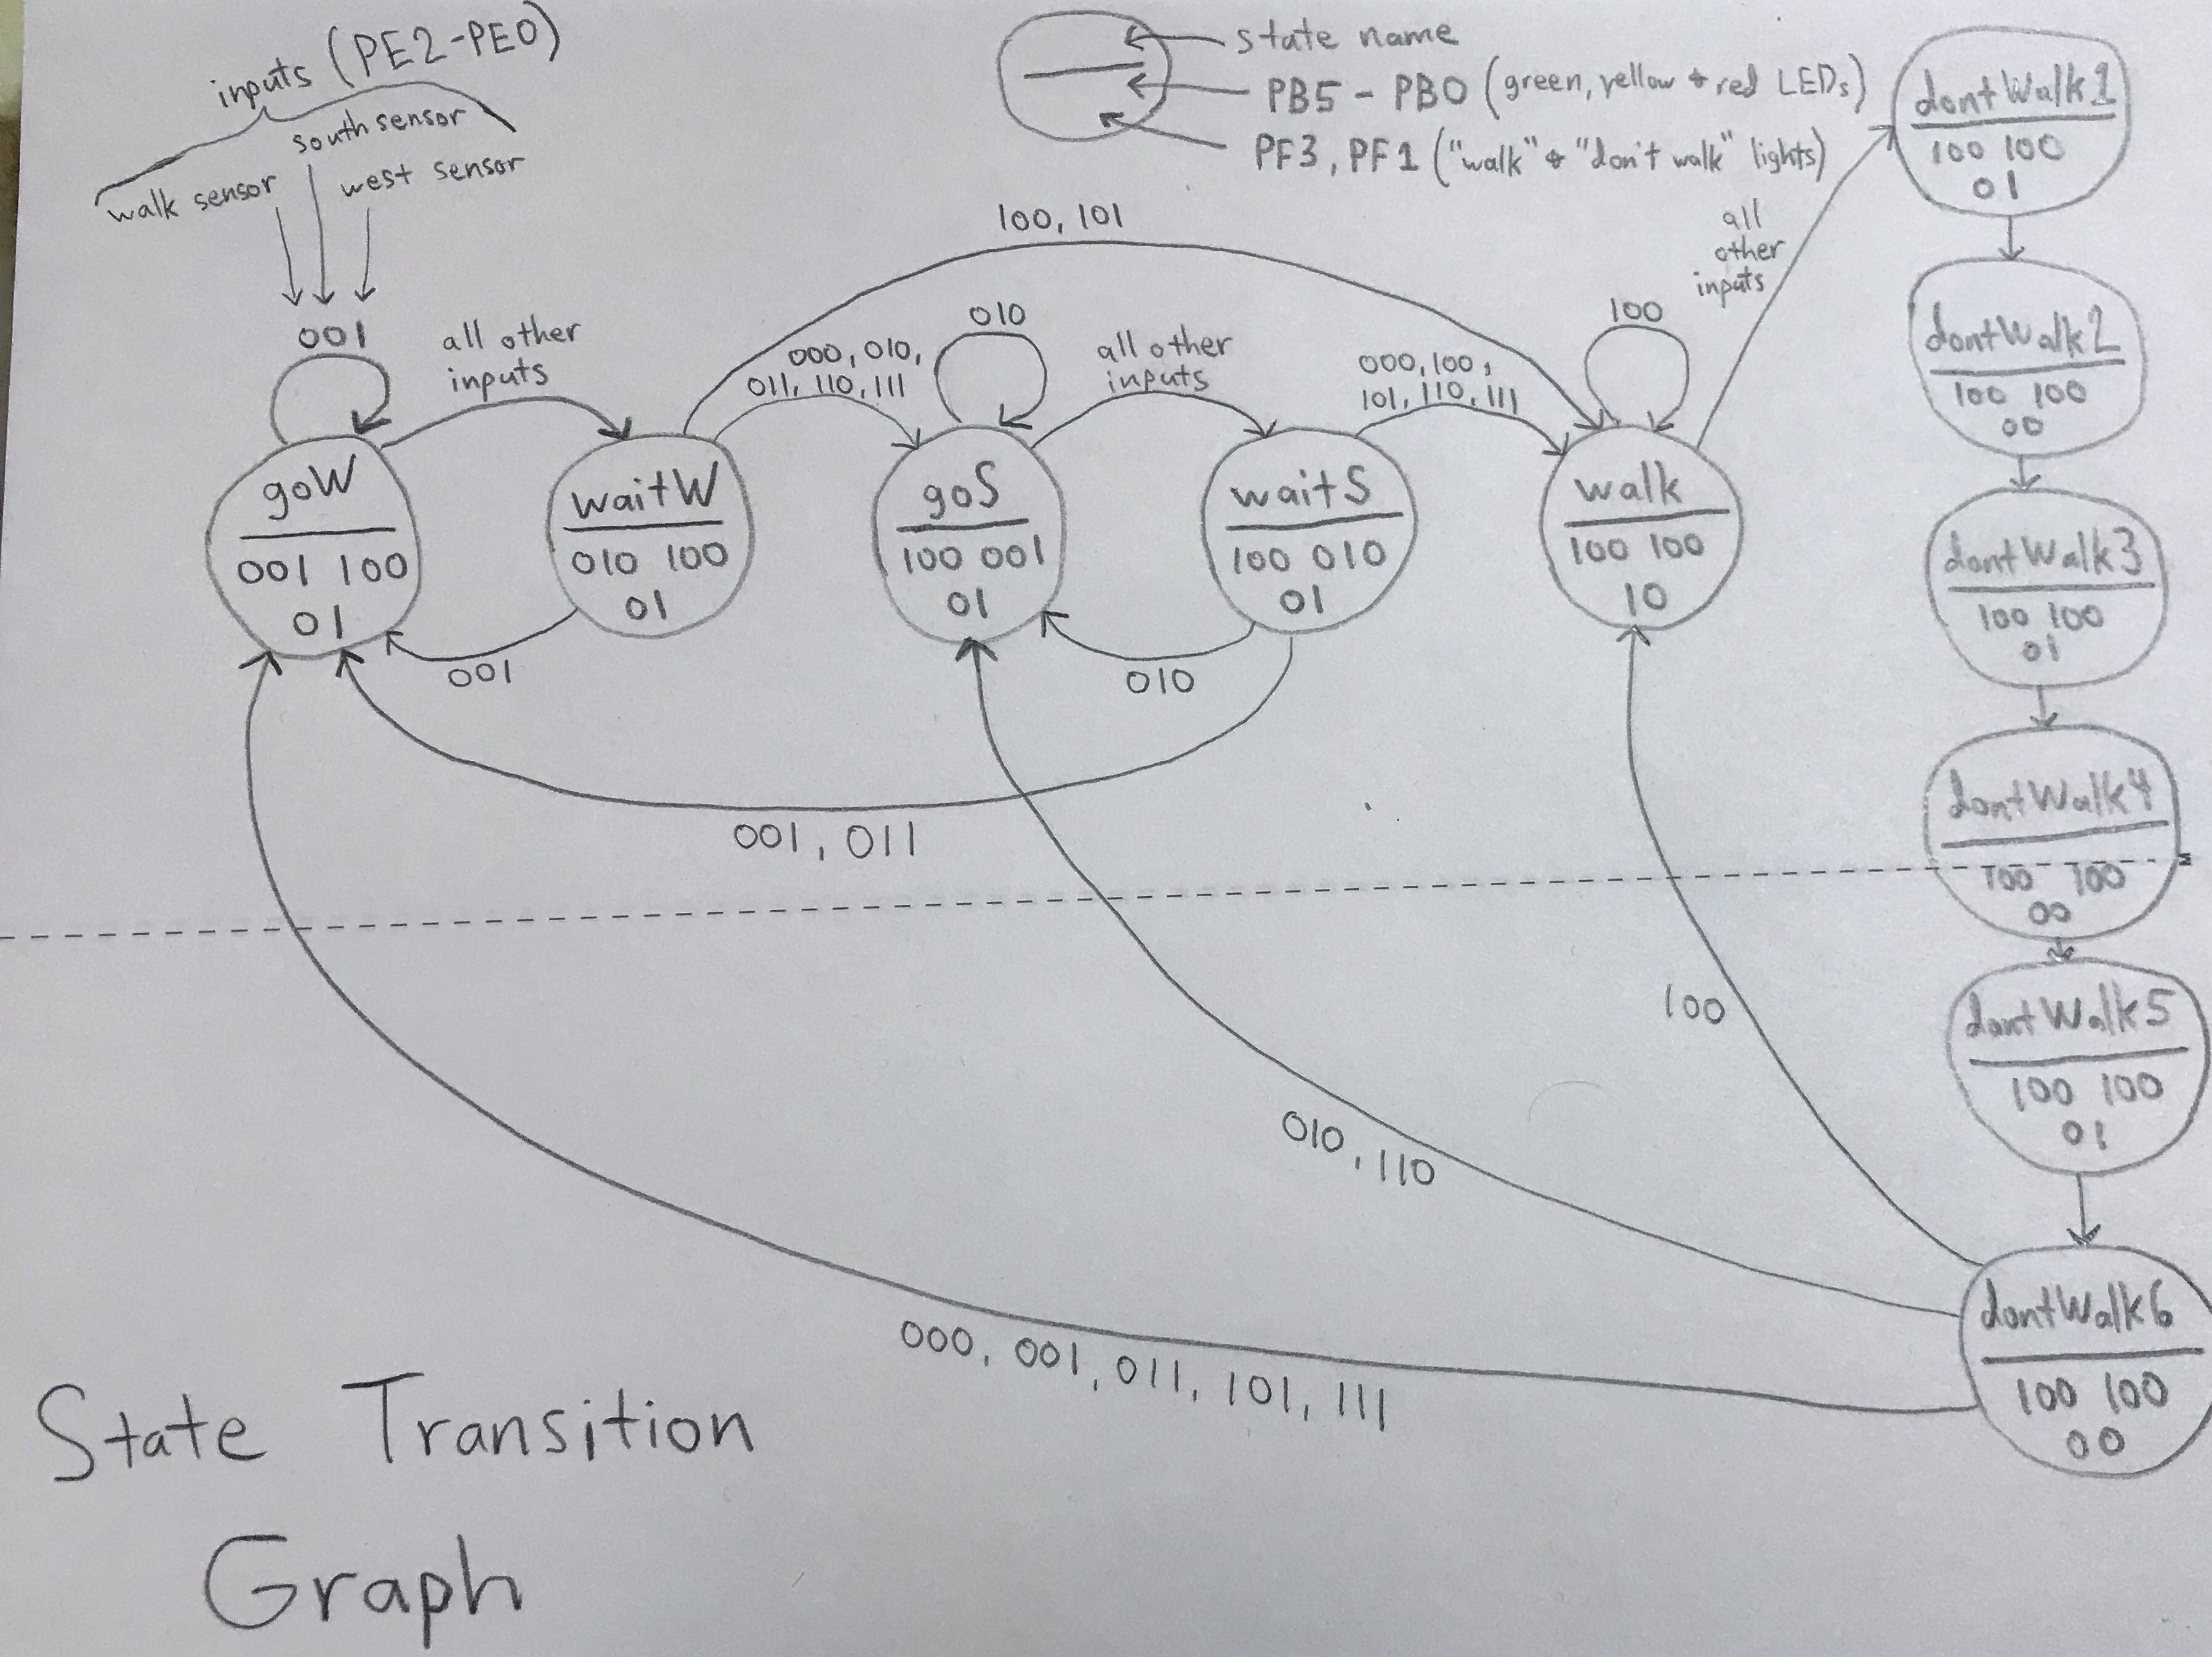 inputs (PE2-PE0)
walk sensor
south sensor
west sensor
state name
PB5 - PB0 (green, yellow + red LEDs)
PF3, PF1 ("walk" + "don't walk" lights)
001
all other
inputs
100, 101
000, 010,
011, 110, 111
010
all other
inputs
000, 100,
101, 110, 111
100
all
other
inputs
goW
001 100
01
waitW
010 100
01
goS
100 001
01
waitS
100 010
01
walk
100 100
10
dontWalk1
100 100
01
dontWalk2
100 100
00
dontWalk3
100 100
01
dontWalk4
100 100
00
dontWalk5
100 100
01
dontWalk6
100 100
00
001
010
001, 011
100
010, 110
000, 001, 011, 101, 111
State Transition
Graph